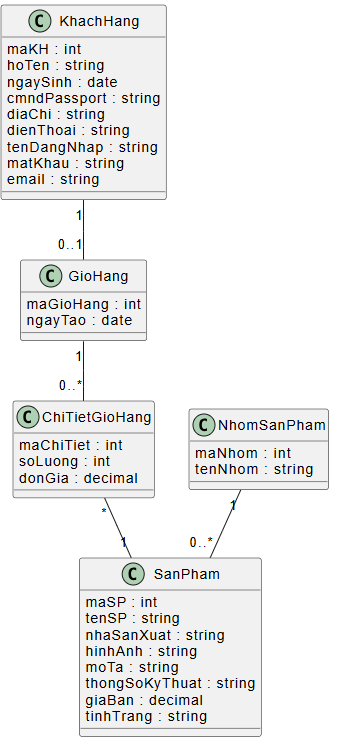 C KhachHang
maKH : int
hoTen : string
ngaySinh : date
cmndPassport : string
diaChi : string
dienThoai : string
tenDangNhap : string
matKhau : string
email : string
1
0..1
C GioHang
maGioHang : int
ngayTao : date
1
0..*
C ChiTietGioHang
maChiTiet : int
soLuong : int
donGia : decimal
C NhomSanPham
maNhom : int
tenNhom : string
*
1
1
0..*
C SanPham
maSP : int
tenSP : string
nhaSanXuat : string
hinhAnh : string
moTa : string
thongSoKyThuat : string
giaBan : decimal
tinhTrang : string